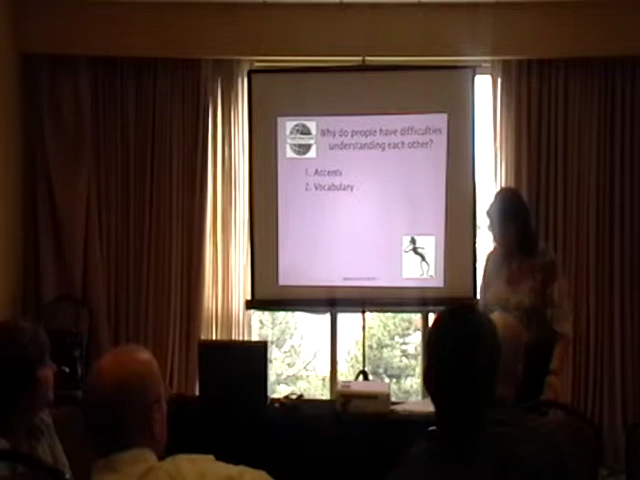 Why do people have difficulties
understanding each other?
1. Accents
2. Vocabulary